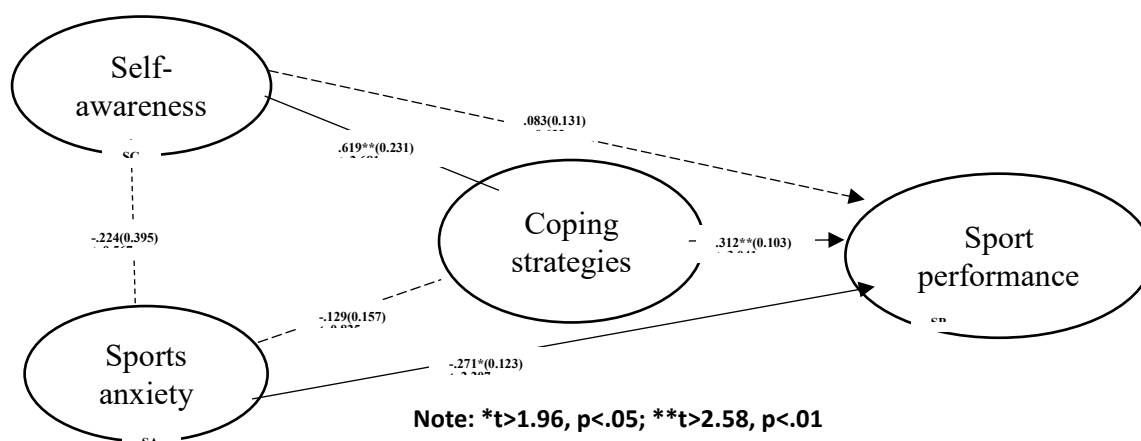 Self-
awareness
.083(0.131)
.619**(0.231)
-.224(0.395)
Coping
strategies
.312**(0.103)
Sport
performance
-.129(0.157)
Sports
anxiety
-.271*(0.123)
Note: *t>1.96, p<.05; **t>2.58, p<.01